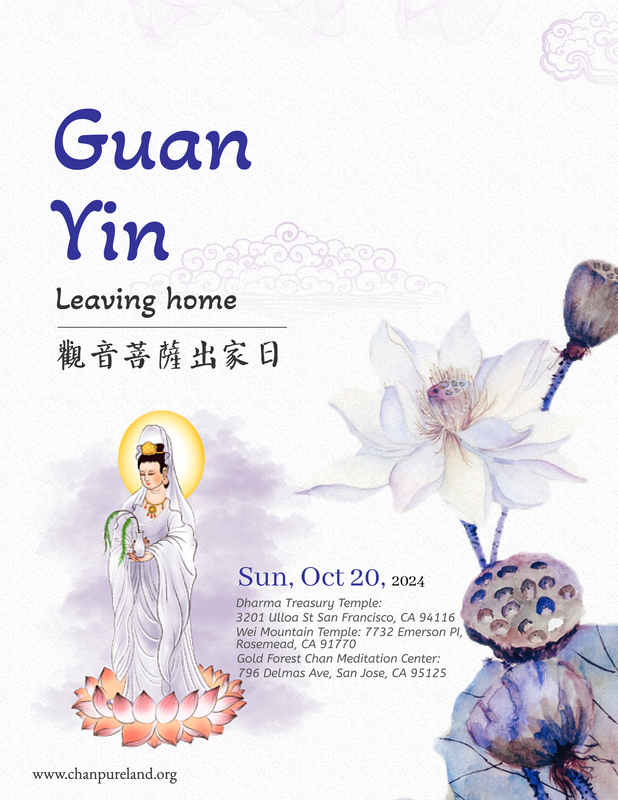 Guan
Yin
Leaving home
觀音菩薩出家日
Sun, Oct 20, 2024
Dharma Treasury Temple:
3201 Ulloa St San Francisco, CA 94116
Wei Mountain Temple: 7732 Emerson Pl,
Rosemead, CA 91770
Gold Forest Chan Meditation Center:
796 Delmas Ave, San Jose, CA 95125
www.chanpureland.org